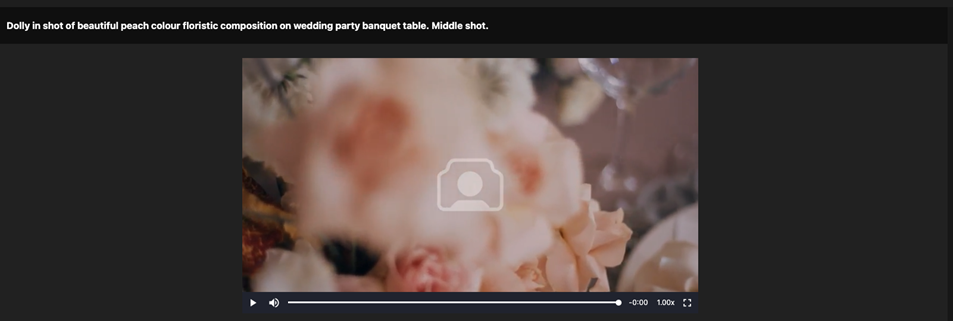 Dolly in shot of beautiful peach colour floristic composition on wedding party banquet table. Middle shot.
-0:00 1.00x